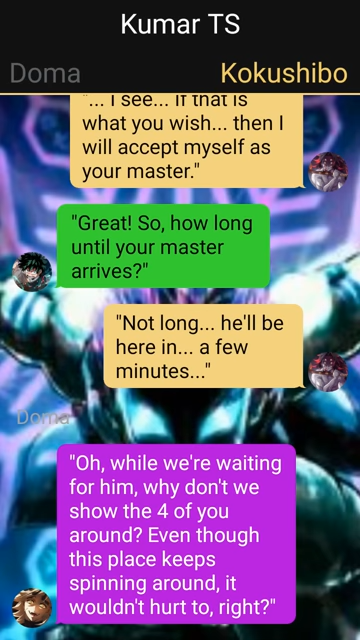 Kumar TS
Doma Kokushibo
"... I see... If that is
what you wish... then I
will accept myself as
your master."
"Great! So, how long
until your master
arrives?"
"Not long... he'll be
here in... a few
minutes..."
Doma
"Oh, while we're waiting
for him, why don't we
show the 4 of you
around? Even though
this place keeps
spinning around, it
wouldn't hurt to, right?"